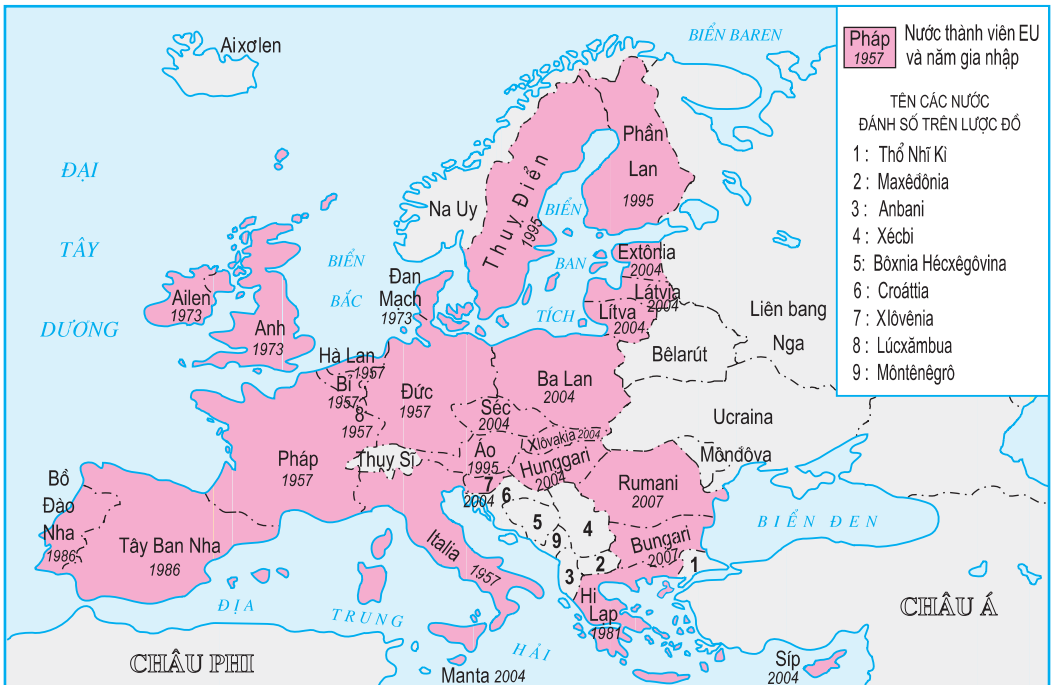 Aixơlen
BIỂN BAREN
ĐẠI
TÂY
DƯƠNG
Phần
Lan
1995
Thuỵ Điển
1995
Na Uy
BIỂN
BAN
TÍCH
BIỂN
BẮC
Extônia
2004
Látvia
2004
Lítva
2004
Đan
Mạch
1973
Ailen
1973
Anh
1973
Liên bang
Nga
Bêlarút
Hà Lan
1957
Bỉ
1957
8
1957
Đức
1957
Ba Lan
2004
Séc
2004
Ucraina
Xlôvakia 2004
Áo
1995
Hunggari
2004
Môndôva
Thụy Sĩ
Pháp
1957
Rumani
2007
7
2004
6
5
4
9
Bungari
2007
2
1
3
BIỂN ĐEN
Bồ
Đào
Nha
1986
Tây Ban Nha
1986
Italia
1957
Hi
Lạp
1981
CHÂU Á
ĐỊA
TRUNG
HẢI
CHÂU PHI
Manta 2004
Síp
2004
Pháp
1957
Nước thành viên EU
và năm gia nhập
TÊN CÁC NƯỚC
ĐÁNH SỐ TRÊN LƯỢC ĐỒ
1 : Thổ Nhĩ Kì
2 : Maxêđônia
3 : Anbani
4 : Xécbi
5: Bôxnia Hécxêgôvina
6 : Croáttia
7 : Xlôvênia
8 : Lúcxămbua
9 : Môntênêgrô